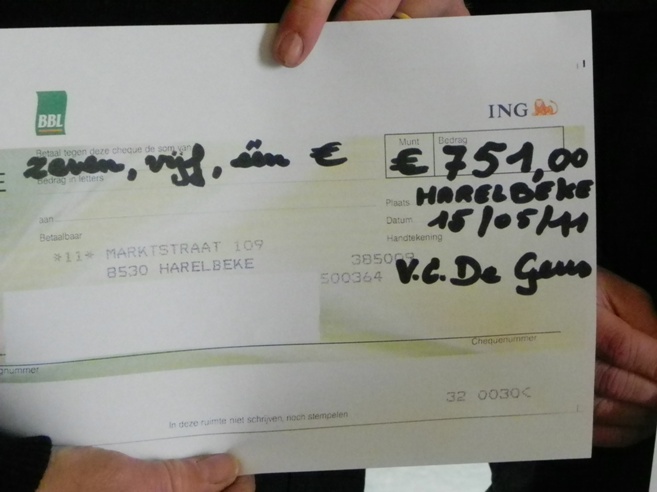 BBL
ING
Betaal tegen deze cheque de som van
zeven, vijf, één €
Bedrag in letters
Munt Bedrag
€ 751,00
Plaats HARELBEKE
aan
Datum 15/05/11
Betaalbaar
Handtekening
*11* MARKTSTRAAT 109
8530 HARELBEKE
385009
500364
V.C. De Geus
Chequenummer
32 0030<
In deze ruimte niet schrijven, noch stempelen